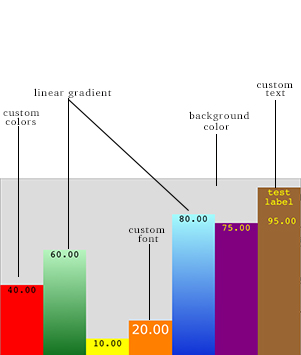 custom
text
linear gradient
custom
colors
background
color
test
label
95.00
80.00
75.00
custom
font
60.00
40.00
20.00
10.00